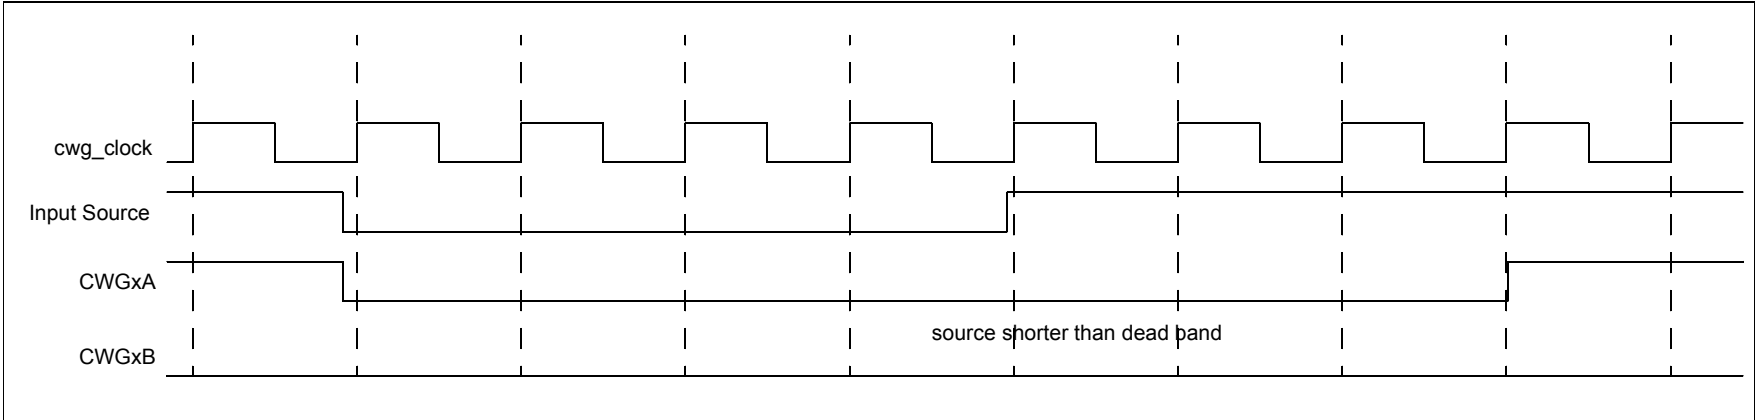 cwg_clock
Input Source
CWGxA
source shorter than dead band
CWGxB